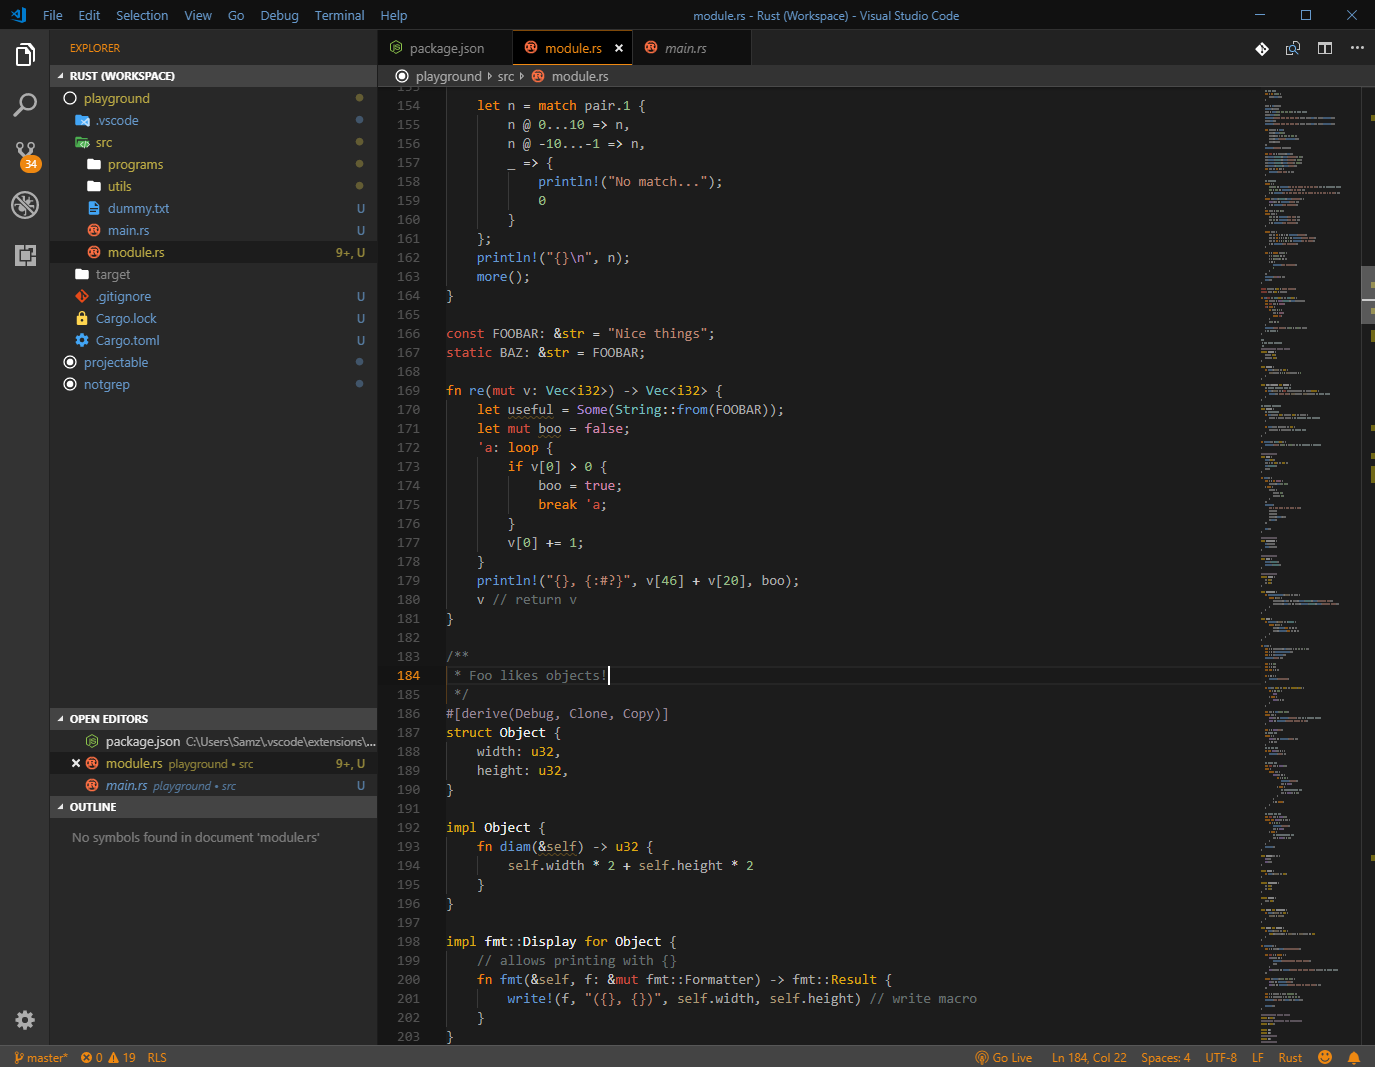 File Edit Selection View Go Debug Terminal Help
module.rs - Rust (Workspace) - Visual Studio Code
EXPLORER
RUST (WORKSPACE)
playground
.vscode
src
programs
utils
dummy.txt U
main.rs U
module.rs 9+, U
target
.gitignore U
Cargo.lock U
Cargo.toml U
projectable
notgrep
34
OPEN EDITORS
package.json C:\Users\Samz\.vscode\extensions\...
module.rs playground • src 9+, U
main.rs playground • src U
OUTLINE
No symbols found in document 'module.rs'
package.json module.rs main.rs
playground src module.rs
154 let n = match pair.1 {
155 n @ 0...10 => n,
156 n @ -10...-1 => n,
157 _ => {
158 println!("No match...");
159 0
160 }
161 };
162 println!("{}\n", n);
163 more();
164 }
165
166 const FOOBAR: &str = "Nice things";
167 static BAZ: &str = FOOBAR;
168
169 fn re(mut v: Vec<i32>) -> Vec<i32> {
170 let useful = Some(String::from(FOOBAR));
171 let mut boo = false;
172 'a: loop {
173 if v[0] > 0 {
174 boo = true;
175 break 'a;
176 }
177 v[0] += 1;
178 }
179 println!("{}, {:#?}", v[46] + v[20], boo);
180 v // return v
181 }
182
183 /**
184 * Foo likes objects!
185 */
186 #[derive(Debug, Clone, Copy)]
187 struct Object {
188 width: u32,
189 height: u32,
190 }
191
192 impl Object {
193 fn diam(&self) -> u32 {
194 self.width * 2 + self.height * 2
195 }
196 }
197
198 impl fmt::Display for Object {
199 // allows printing with {}
200 fn fmt(&self, f: &mut fmt::Formatter) -> fmt::Result {
201 write!(f, "({}, {})", self.width, self.height) // write macro
202 }
203 }
master* 0 19 RLS
Go Live Ln 184, Col 22 Spaces: 4 UTF-8 LF Rust